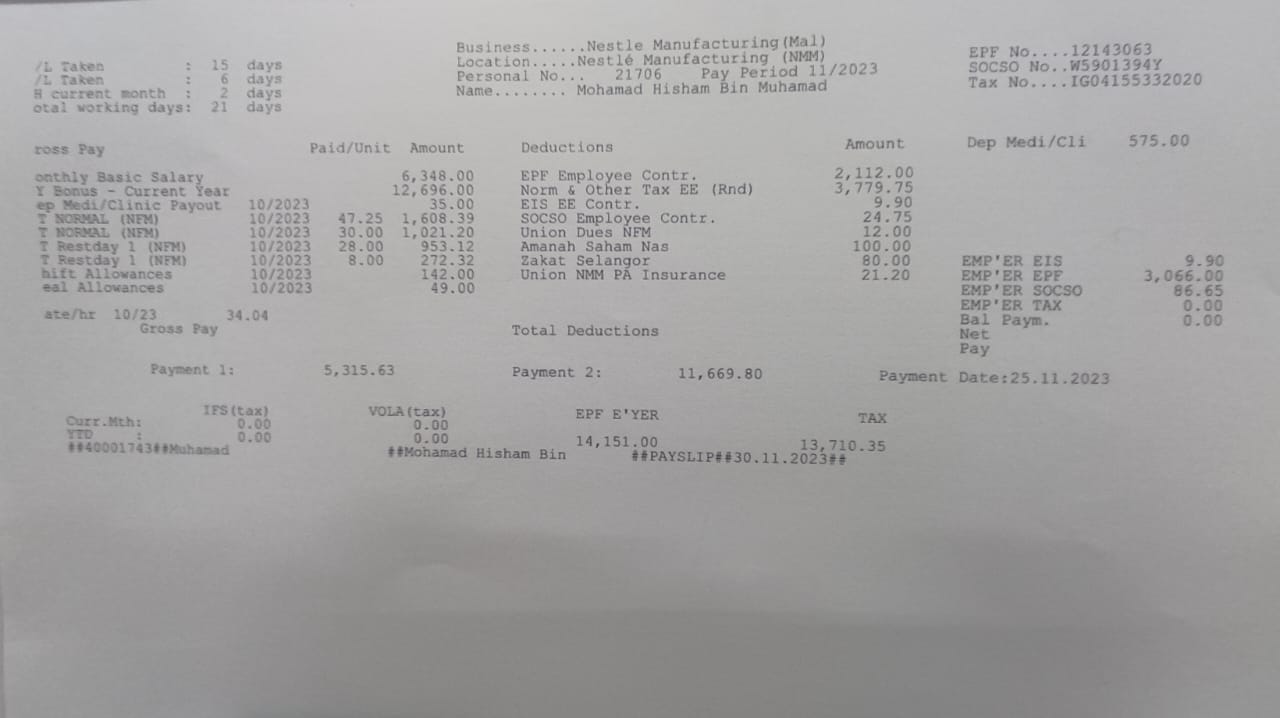 Business......Nestle Manufacturing(Mal)
Location.....Nestlé Manufacturing (NMM)
Personal No... 21706 Pay Period 11/2023
Name........ Mohamad Hisham Bin Muhamad
EPF No....12143063
SOCSO No..W5901394Y
Tax No....IG04155332020
/L Taken : 15 days
/L Taken : 6 days
H current month : 2 days
otal working days: 21 days
ross Pay Paid/Unit Amount Deductions Amount Dep Medi/Cli 575.00
onthly Basic Salary 6,348.00 EPF Employee Contr. 2,112.00
Y Bonus - Current Year 12,696.00 Norm & Other Tax EE (Rnd) 3,779.75
ep Medi/Clinic Payout 10/2023 35.00 EIS EE Contr. 9.90
T NORMAL (NFM) 10/2023 47.25 1,608.39 SOCSO Employee Contr. 24.75
T NORMAL (NFM) 10/2023 30.00 1,021.20 Union Dues NFM 12.00
T Restday 1 (NFM) 10/2023 28.00 953.12 Amanah Saham Nas 100.00
T Restday 1 (NFM) 10/2023 8.00 272.32 Zakat Selangor 80.00
hift Allowances 10/2023 142.00 Union NMM PA Insurance 21.20
eal Allowances 10/2023 49.00
EMP'ER EIS 9.90
EMP'ER EPF 3,066.00
EMP'ER SOCSO 86.65
EMP'ER TAX 0.00
Bal Paym. 0.00
Net
Pay
ate/hr 10/23 34.04
Gross Pay Total Deductions
Payment 1: 5,315.63 Payment 2: 11,669.80 Payment Date:25.11.2023
IFS(tax) VOLA(tax) EPF E'YER TAX
Curr.Mth: 0.00 0.00
YTD : 0.00 0.00 14,151.00 13,710.35
##40001743##Muhamad ##Mohamad Hisham Bin ##PAYSLIP##30.11.2023##